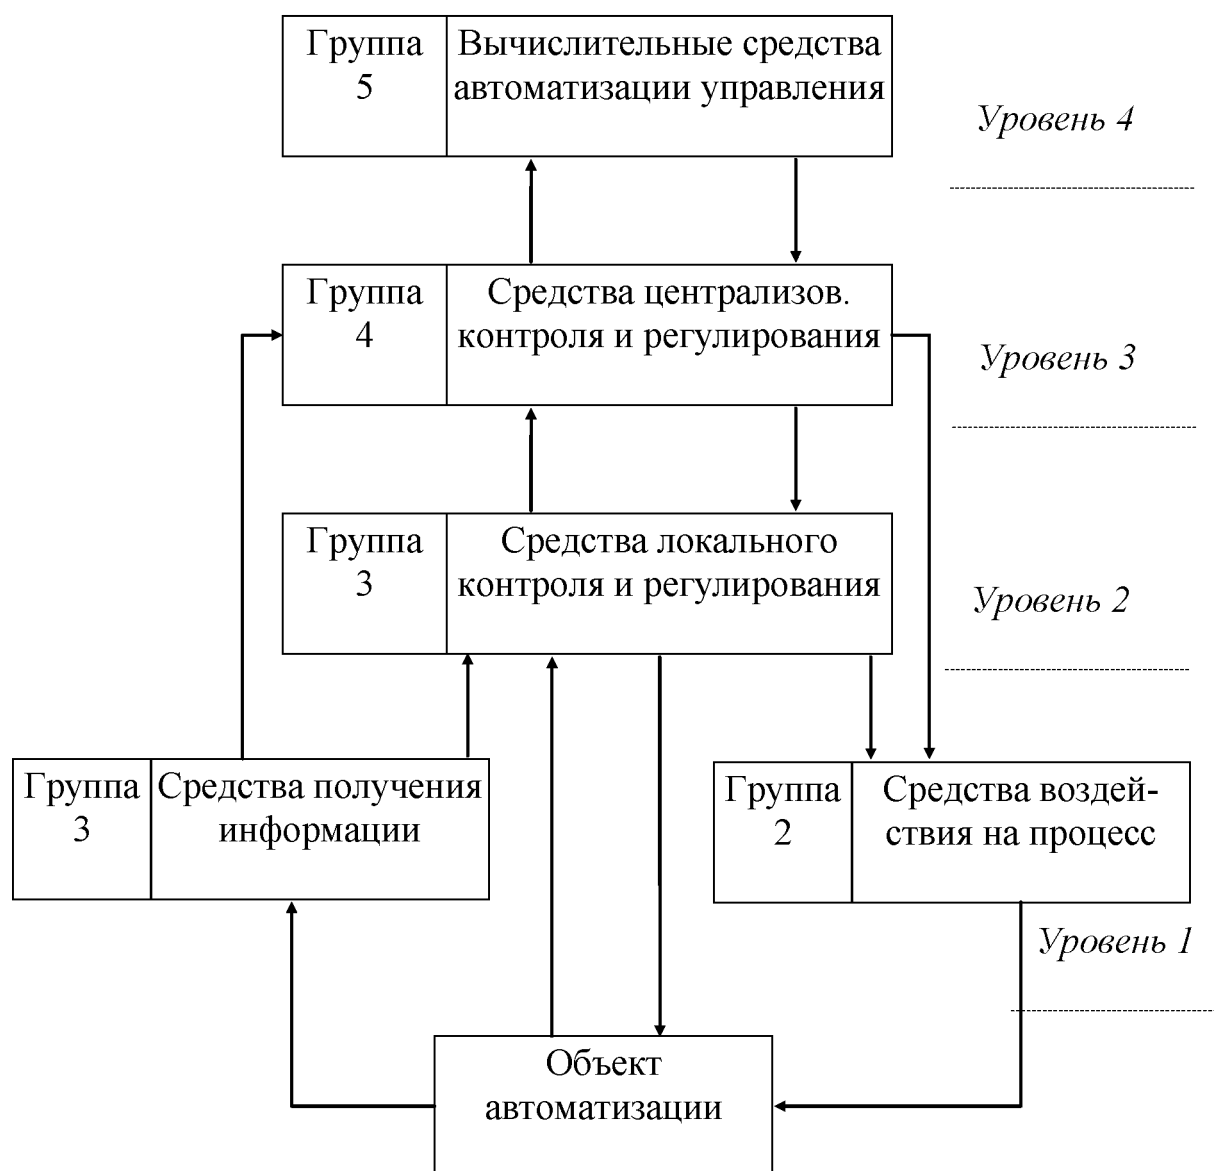 Группа
5
Вычислительные средства
автоматизации управления
Уровень 4
Группа
4
Средства централизов.
контроля и регулирования
Уровень 3
Группа
3
Средства локального
контроля и регулирования
Уровень 2
Группа
3
Средства получения
информации
Группа
2
Средства воздей-
ствия на процесс
Уровень 1
Объект
автоматизации